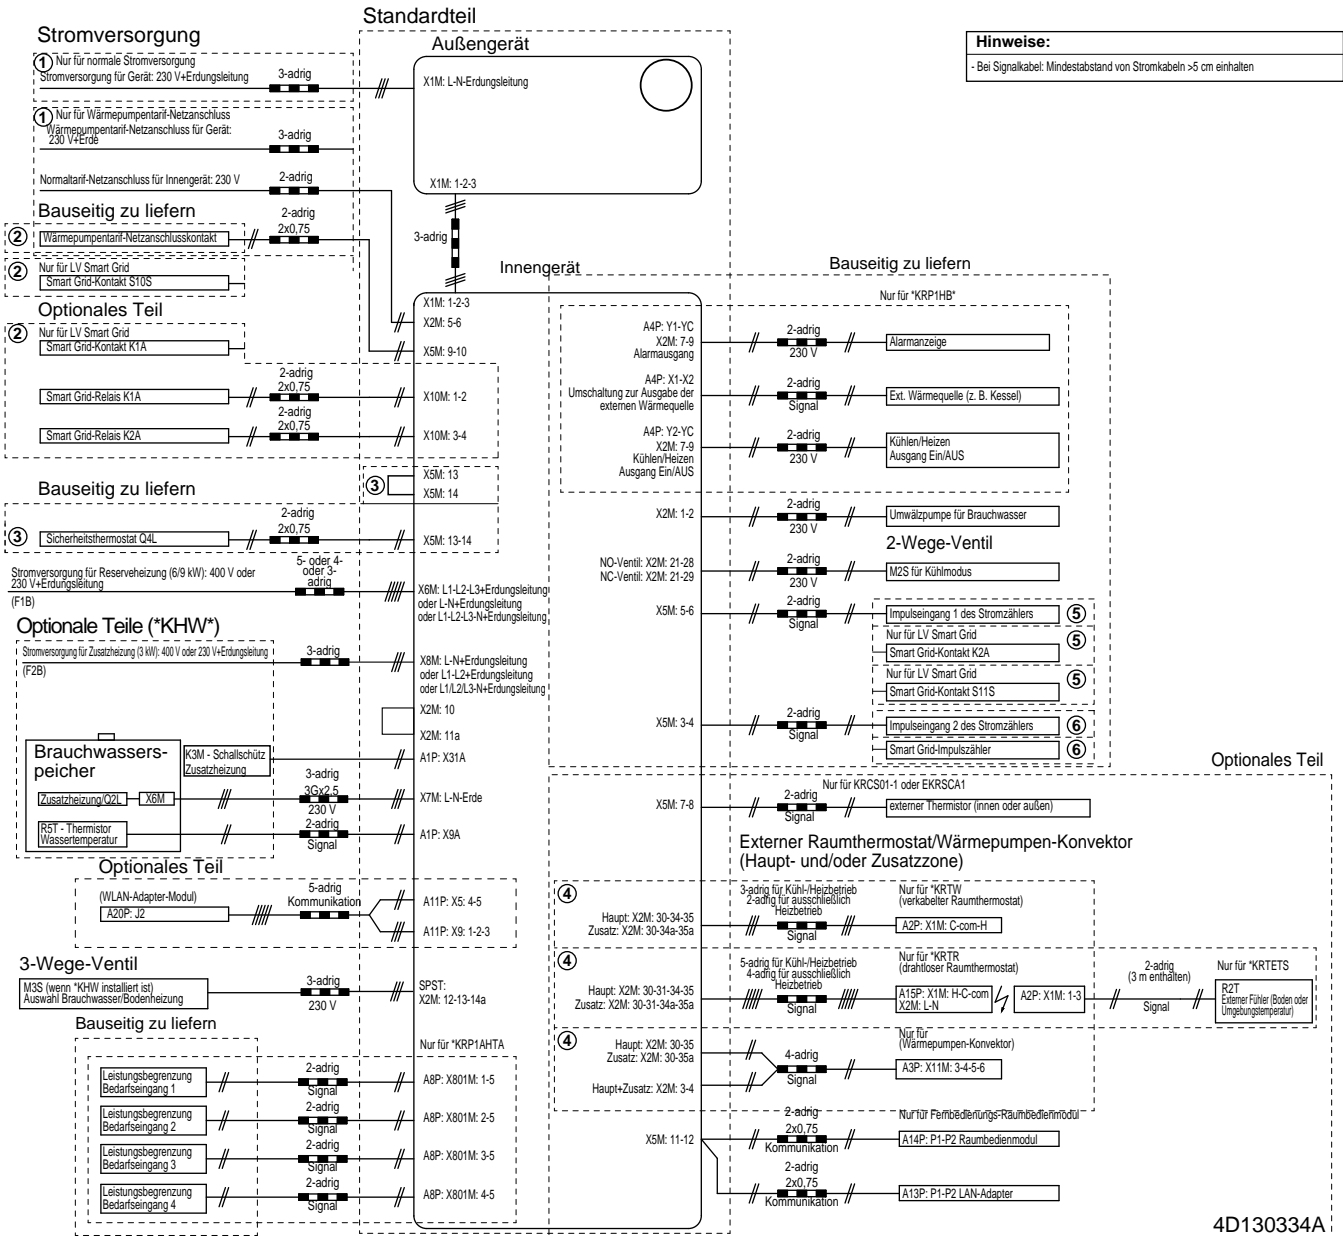 Standardteil
Stromversorgung
Außengerät
Hinweise:
- Bei Signalkabel: Mindestabstand von Stromkabeln >5 cm einhalten
1 Nur für normale Stromversorgung
Stromversorgung für Gerät: 230 V+Erdungsleitung
3-adrig
X1M: L-N-Erdungsleitung
1 Nur für Wärmepumpentarif-Netzanschluss
Wärmepumpentarif-Netzanschluss für Gerät:
230 V+Erde
3-adrig
Normaltarif-Netzanschluss für Innengerät: 230 V
2-adrig
X1M: 1-2-3
Bauseitig zu liefern
2-adrig
2x0,75
2 Wärmepumpentarif-Netzanschlusskontakt
3-adrig
2 Nur für LV Smart Grid
Smart Grid-Kontakt S10S
Innengerät
Optionales Teil
2 Nur für LV Smart Grid
Smart Grid-Kontakt K1A
X1M: 1-2-3
X2M: 5-6
X5M: 9-10
2-adrig
2x0,75
Smart Grid-Relais K1A
X10M: 1-2
2-adrig
2x0,75
Smart Grid-Relais K2A
X10M: 3-4
3
X5M: 13
X5M: 14
Bauseitig zu liefern
2-adrig
2x0,75
3 Sicherheitsthermostat Q4L
X5M: 13-14
Stromversorgung für Reserveheizung (6/9 kW): 400 V oder
230 V+Erdungsleitung
(F1B)
5- oder 4-
oder 3-
adrig
X6M: L1-L2-L3+Erdungsleitung
oder L-N+Erdungsleitung
oder L1-L2-L3-N+Erdungsleitung
Optionale Teile (*KHW*)
Stromversorgung für Zusatzheizung (3 kW): 400 V oder 230 V+Erdungsleitung
(F2B)
3-adrig
X8M: L-N+Erdungsleitung
oder L1-L2+Erdungsleitung
oder L1/L2/L3-N+Erdungsleitung
X2M: 10
X2M: 11a
Brauchwassers-
peicher
K3M - Schallschütz
Zusatzheizung
A1P: X31A
Zusatzheizung/Q2L
X6M
3-adrig
3Gx2,5
230 V
X7M: L-N-Erde
R5T - Thermistor
Wassertemperatur
2-adrig
Signal
A1P: X9A
Optionales Teil
(WLAN-Adapter-Modul)
A20P: J2
5-adrig
Kommunikation
A11P: X5: 4-5
A11P: X9: 1-2-3
3-Wege-Ventil
M3S (wenn *KHW installiert ist)
Auswahl Brauchwasser/Bodenheizung
3-adrig
230 V
SPST:
X2M: 12-13-14a
Bauseitig zu liefern
Nur für *KRP1AHTA
Leistungsbegrenzung
Bedarfseingang 1
2-adrig
Signal
A8P: X801M: 1-5
Leistungsbegrenzung
Bedarfseingang 2
2-adrig
Signal
A8P: X801M: 2-5
Leistungsbegrenzung
Bedarfseingang 3
2-adrig
Signal
A8P: X801M: 3-5
Leistungsbegrenzung
Bedarfseingang 4
2-adrig
Signal
A8P: X801M: 4-5
Bauseitig zu liefern
Nur für *KRP1HB*
A4P: Y1-YC
X2M: 7-9
Alarmausgang
2-adrig
230 V
Alarmanzeige
A4P: X1-X2
Umschaltung zur Ausgabe der
externen Wärmequelle
2-adrig
Signal
Ext. Wärmequelle (z. B. Kessel)
A4P: Y2-YC
X2M: 7-9
Kühlen/Heizen
Ausgang Ein/AUS
2-adrig
230 V
Kühlen/Heizen
Ausgang Ein/AUS
X2M: 1-2
2-adrig
230 V
Umwälzpumpe für Brauchwasser
2-Wege-Ventil
NO-Ventil: X2M: 21-28
NC-Ventil: X2M: 21-29
2-adrig
230 V
M2S für Kühlmodus
X5M: 5-6
2-adrig
Signal
Impulseingang 1 des Stromzählers 5
Nur für LV Smart Grid
Smart Grid-Kontakt K2A
5
Nur für LV Smart Grid
Smart Grid-Kontakt S11S
5
X5M: 3-4
2-adrig
Signal
Impulseingang 2 des Stromzählers 6
Smart Grid-Impulszähler 6
Optionales Teil
Nur für KRCS01-1 oder EKRSCA1
X5M: 7-8
2-adrig
Signal
externer Thermistor (innen oder außen)
Externer Raumthermostat/Wärmepumpen-Konvektor
(Haupt- und/oder Zusatzzone)
4
Haupt: X2M: 30-34-35
Zusatz: X2M: 30-34a-35a
3-adrig für Kühl-/Heizbetrieb
2-adrig für ausschließlich
Heizbetrieb
Signal
Nur für *KRTW
(verkabelter Raumthermostat)
A2P: X1M: C-com-H
4
Haupt: X2M: 30-31-34-35
Zusatz: X2M: 30-31-34a-35a
5-adrig für Kühl-/Heizbetrieb
4-adrig für ausschließlich
Heizbetrieb
Signal
Nur für *KRTR
(drahtloser Raumthermostat)
A15P: X1M: H-C-com
X2M: L-N
A2P: X1M: 1-3
2-adrig
(3 m enthalten)
Signal
Nur für *KRTETS
R2T
Externer Fühler (Boden oder
Umgebungstemperatur)
4
Haupt: X2M: 30-35
Zusatz: X2M: 30-35a
Haupt+Zusatz: X2M: 3-4
4-adrig
Signal
Nur für
(Wärmepumpen-Konvektor)
A3P: X11M: 3-4-5-6
X5M: 11-12
2-adrig
2x0,75
Kommunikation
Nur für Fernbedienungs-Raumbedienmodul
A14P: P1-P2 Raumbedienmodul
2-adrig
2x0,75
Kommunikation
A13P: P1-P2 LAN-Adapter
4D130334A